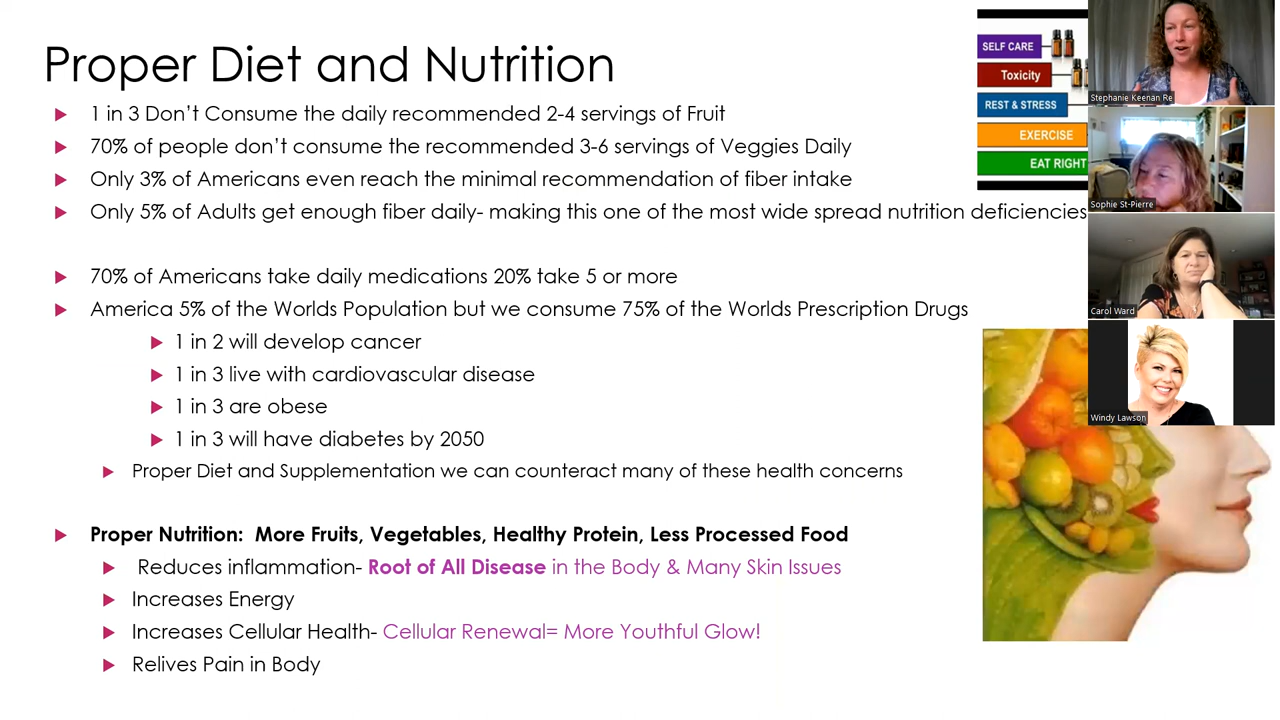 Proper Diet and Nutrition
1 in 3 Don’t Consume the daily recommended 2-4 servings of Fruit
70% of people don’t consume the recommended 3-6 servings of Veggies Daily
Only 3% of Americans even reach the minimal recommendation of fiber intake
Only 5% of Adults get enough fiber daily- making this one of the most wide spread nutrition deficiencies
70% of Americans take daily medications 20% take 5 or more
America 5% of the Worlds Population but we consume 75% of the Worlds Prescription Drugs
1 in 2 will develop cancer
1 in 3 live with cardiovascular disease
1 in 3 are obese
1 in 3 will have diabetes by 2050
Proper Diet and Supplementation we can counteract many of these health concerns
Proper Nutrition: More Fruits, Vegetables, Healthy Protein, Less Processed Food
Reduces inflammation- Root of All Disease in the Body & Many Skin Issues
Increases Energy
Increases Cellular Health- Cellular Renewal= More Youthful Glow!
Relives Pain in Body
SELF CARE
Toxicity
REST & STRESS
EXERCISE
EAT RIGHT
Stephanie Keenan Re
Sophie St-Pierre
Carol Ward
Windy Lawson